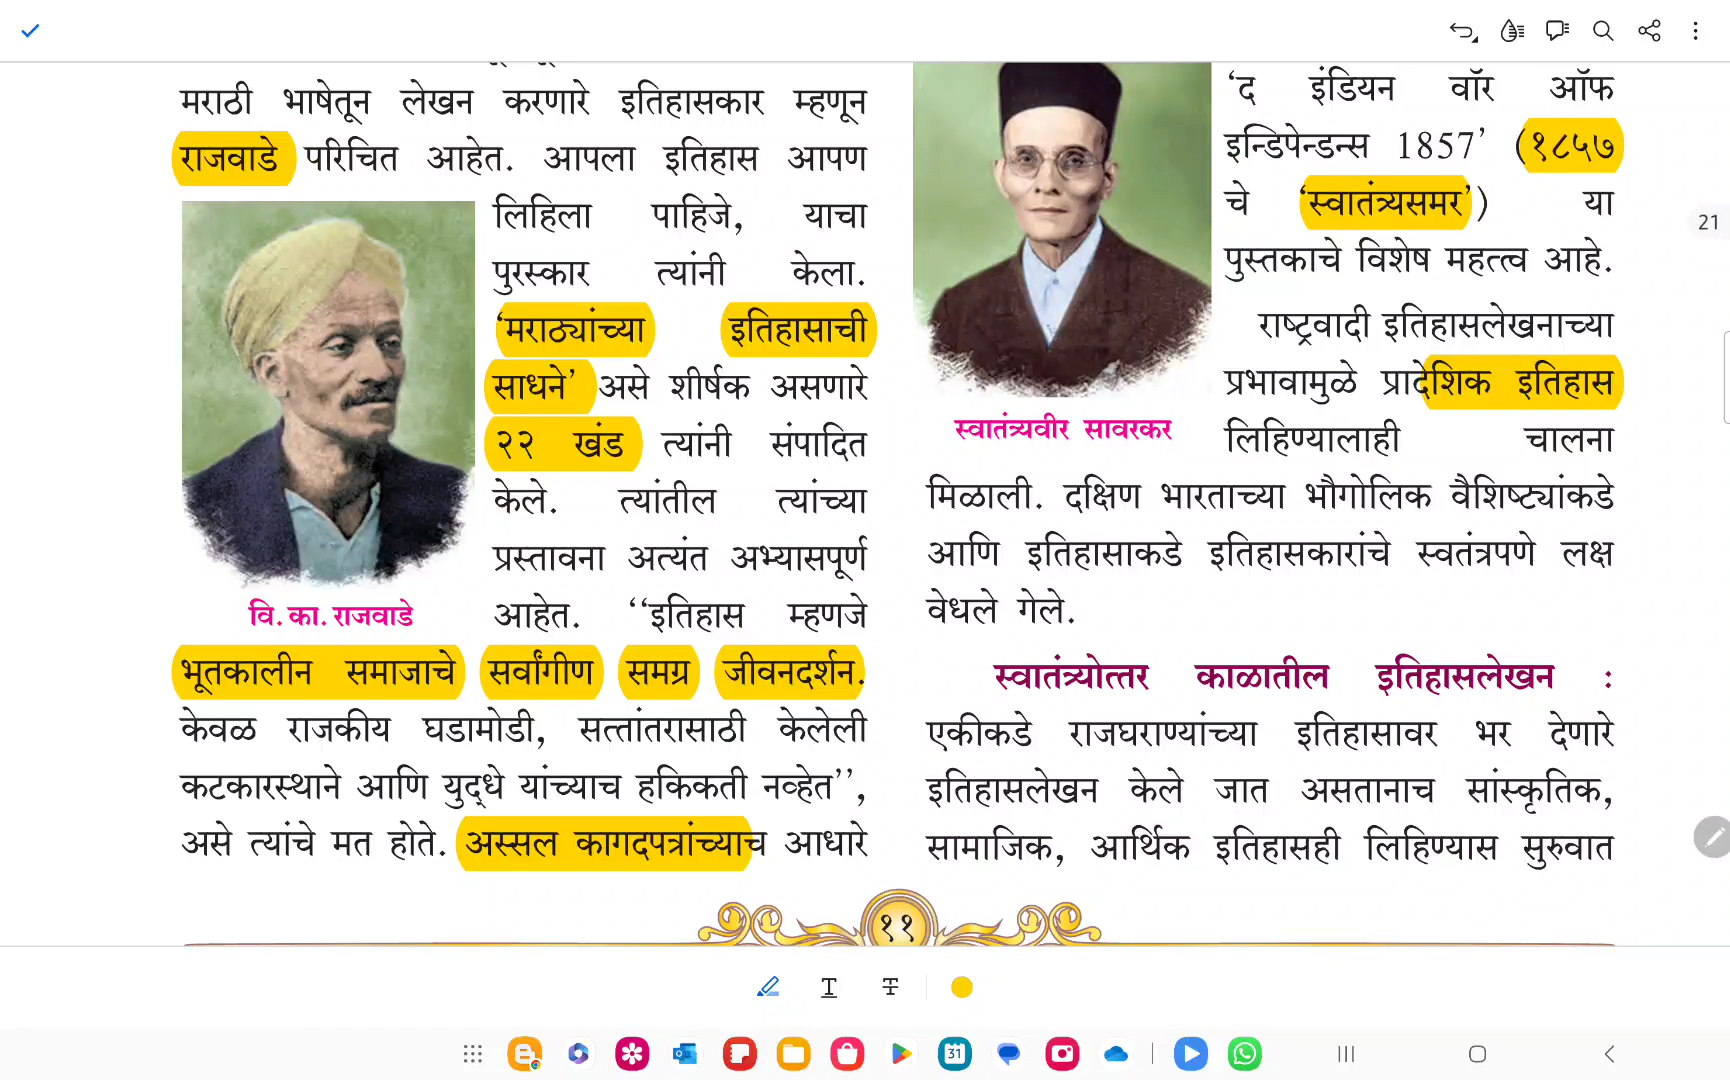 मराठी भाषेतून लेखन करणारे इतिहासकार म्हणून
राजवाडे परिचित आहेत. आपला इतिहास आपण
लिहिला पाहिजे, याचा
पुरस्कार त्यांनी केला.
‘मराठ्यांच्या इतिहासाची
साधने’ असे शीर्षक असणारे
२२ खंड त्यांनी संपादित
केले. त्यांतील त्यांच्या
प्रस्तावना अत्यंत अभ्यासपूर्ण
आहेत. ‘‘इतिहास म्हणजे
वि. का. राजवाडे
भूतकालीन समाजाचे सर्वांगीण समग्र जीवनदर्शन.
केवळ राजकीय घडामोडी, सत्तांतरासाठी केलेली
कटकारस्थाने आणि युद्धे यांच्याच हकिकती नव्हेत’’,
असे त्यांचे मत होते. अस्सल कागदपत्रांच्याच आधारे
‘द इंडियन वॉर ऑफ
इन्डिपेन्डन्स 1857’ (१८५७
चे ‘स्वातंत्र्यसमर’) या
पुस्तकाचे विशेष महत्त्व आहे.
राष्ट्रवादी इतिहासलेखनाच्या
प्रभावामुळे प्रादेशिक इतिहास
स्वातंत्र्यवीर सावरकर
लिहिण्यालाही चालना
मिळाली. दक्षिण भारताच्या भौगोलिक वैशिष्ट्यांकडे
आणि इतिहासाकडे इतिहासकारांचे स्वतंत्रपणे लक्ष
वेधले गेले.
स्वातंत्र्योत्तर काळातील इतिहासलेखन :
एकीकडे राजघराण्यांच्या इतिहासावर भर देणारे
इतिहासलेखन केले जात असतानाच सांस्कृतिक,
सामाजिक, आर्थिक इतिहासही लिहिण्यास सुरुवात
११
21
31